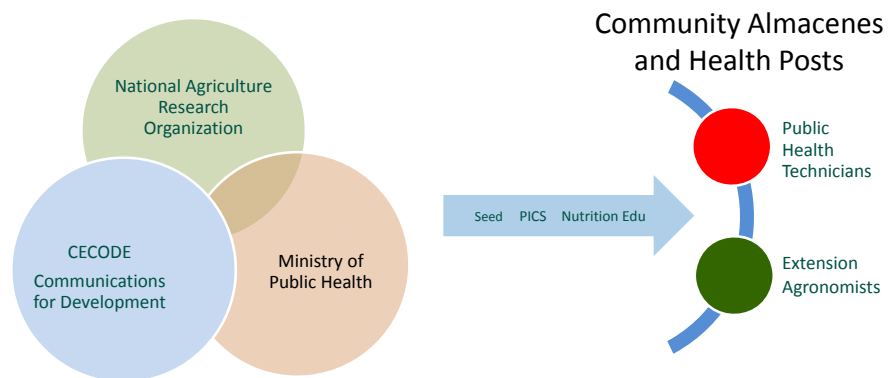 Community Almacenes
and Health Posts
National Agriculture
Research
Organization
CECODE
Communications
for Development
Ministry of
Public Health
Seed PICS Nutrition Edu
Public
Health
Technicians
Extension
Agronomists